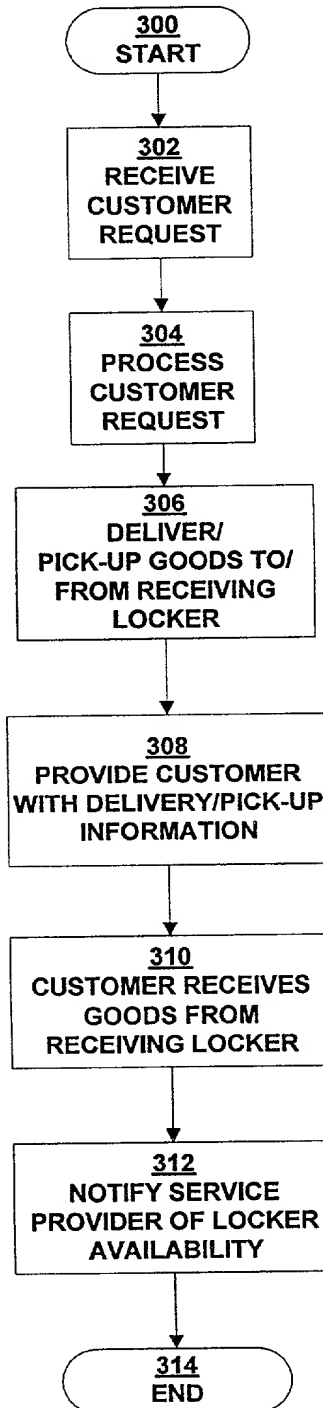 300
START
302
RECEIVE
CUSTOMER
REQUEST
304
PROCESS
CUSTOMER
REQUEST
306
DELIVER/
PICK-UP GOODS TO/
FROM RECEIVING
LOCKER
308
PROVIDE CUSTOMER
WITH DELIVERY/PICK-UP
INFORMATION
310
CUSTOMER RECEIVES
GOODS FROM
RECEIVING LOCKER
312
NOTIFY SERVICE
PROVIDER OF LOCKER
AVAILABILITY
314
END